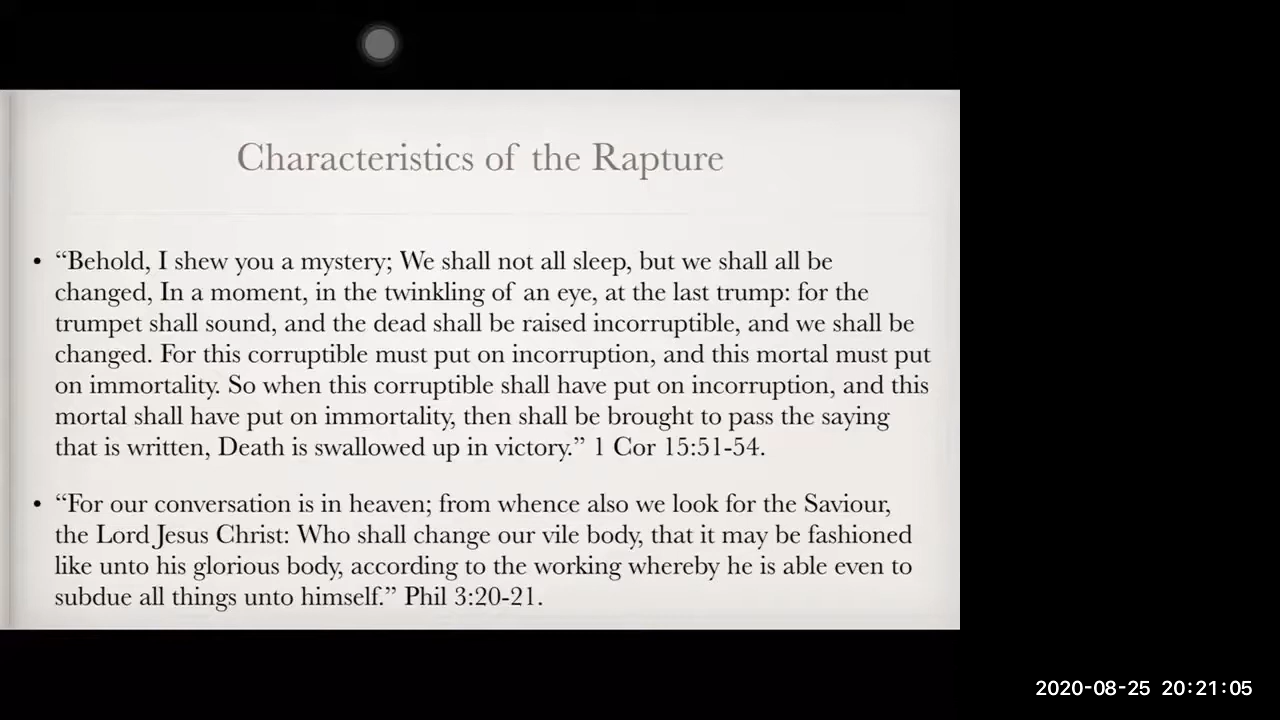 Characteristics of the Rapture
• “Behold, I shew you a mystery; We shall not all sleep, but we shall all be
changed, In a moment, in the twinkling of an eye, at the last trump: for the
trumpet shall sound, and the dead shall be raised incorruptible, and we shall be
changed. For this corruptible must put on incorruption, and this mortal must put
on immortality. So when this corruptible shall have put on incorruption, and this
mortal shall have put on immortality, then shall be brought to pass the saying
that is written, Death is swallowed up in victory.” 1 Cor 15:51-54.
• “For our conversation is in heaven; from whence also we look for the Saviour,
the Lord Jesus Christ: Who shall change our vile body, that it may be fashioned
like unto his glorious body, according to the working whereby he is able even to
subdue all things unto himself.” Phil 3:20-21.
2020-08-25 20:21:05